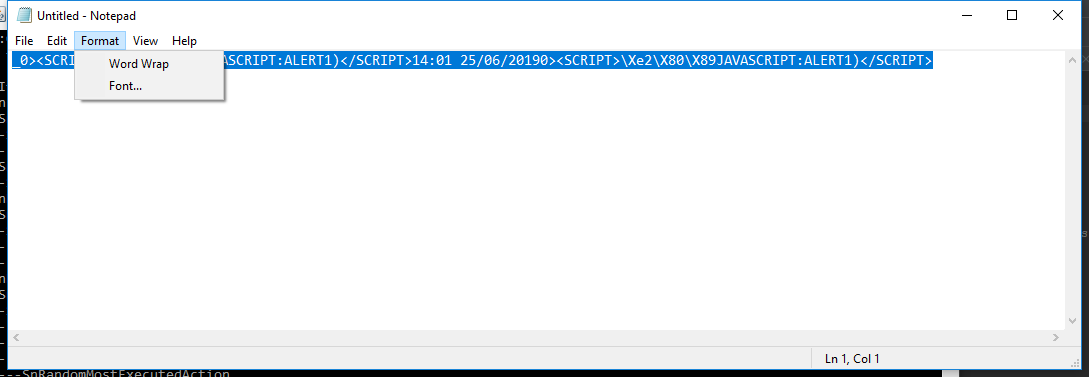 Untitled - Notepad
File Edit Format View Help
_0><SCRI
ASCRIPT:ALERT1)</SCRIPT>14:01 25/06/20190><SCRIPT>\Xe2\X80\X89JAVASCRIPT:ALERT1)</SCRIPT>
Word Wrap
Font...
Ln 1, Col 1
---SnRandomMostExecutedAction